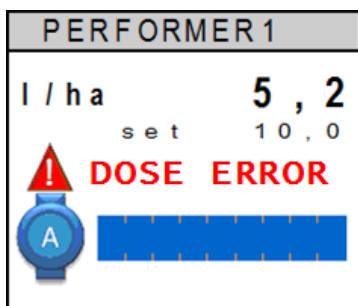 PERFORMER1
l/ha 5,2
set 10,0
DOSE ERROR
A